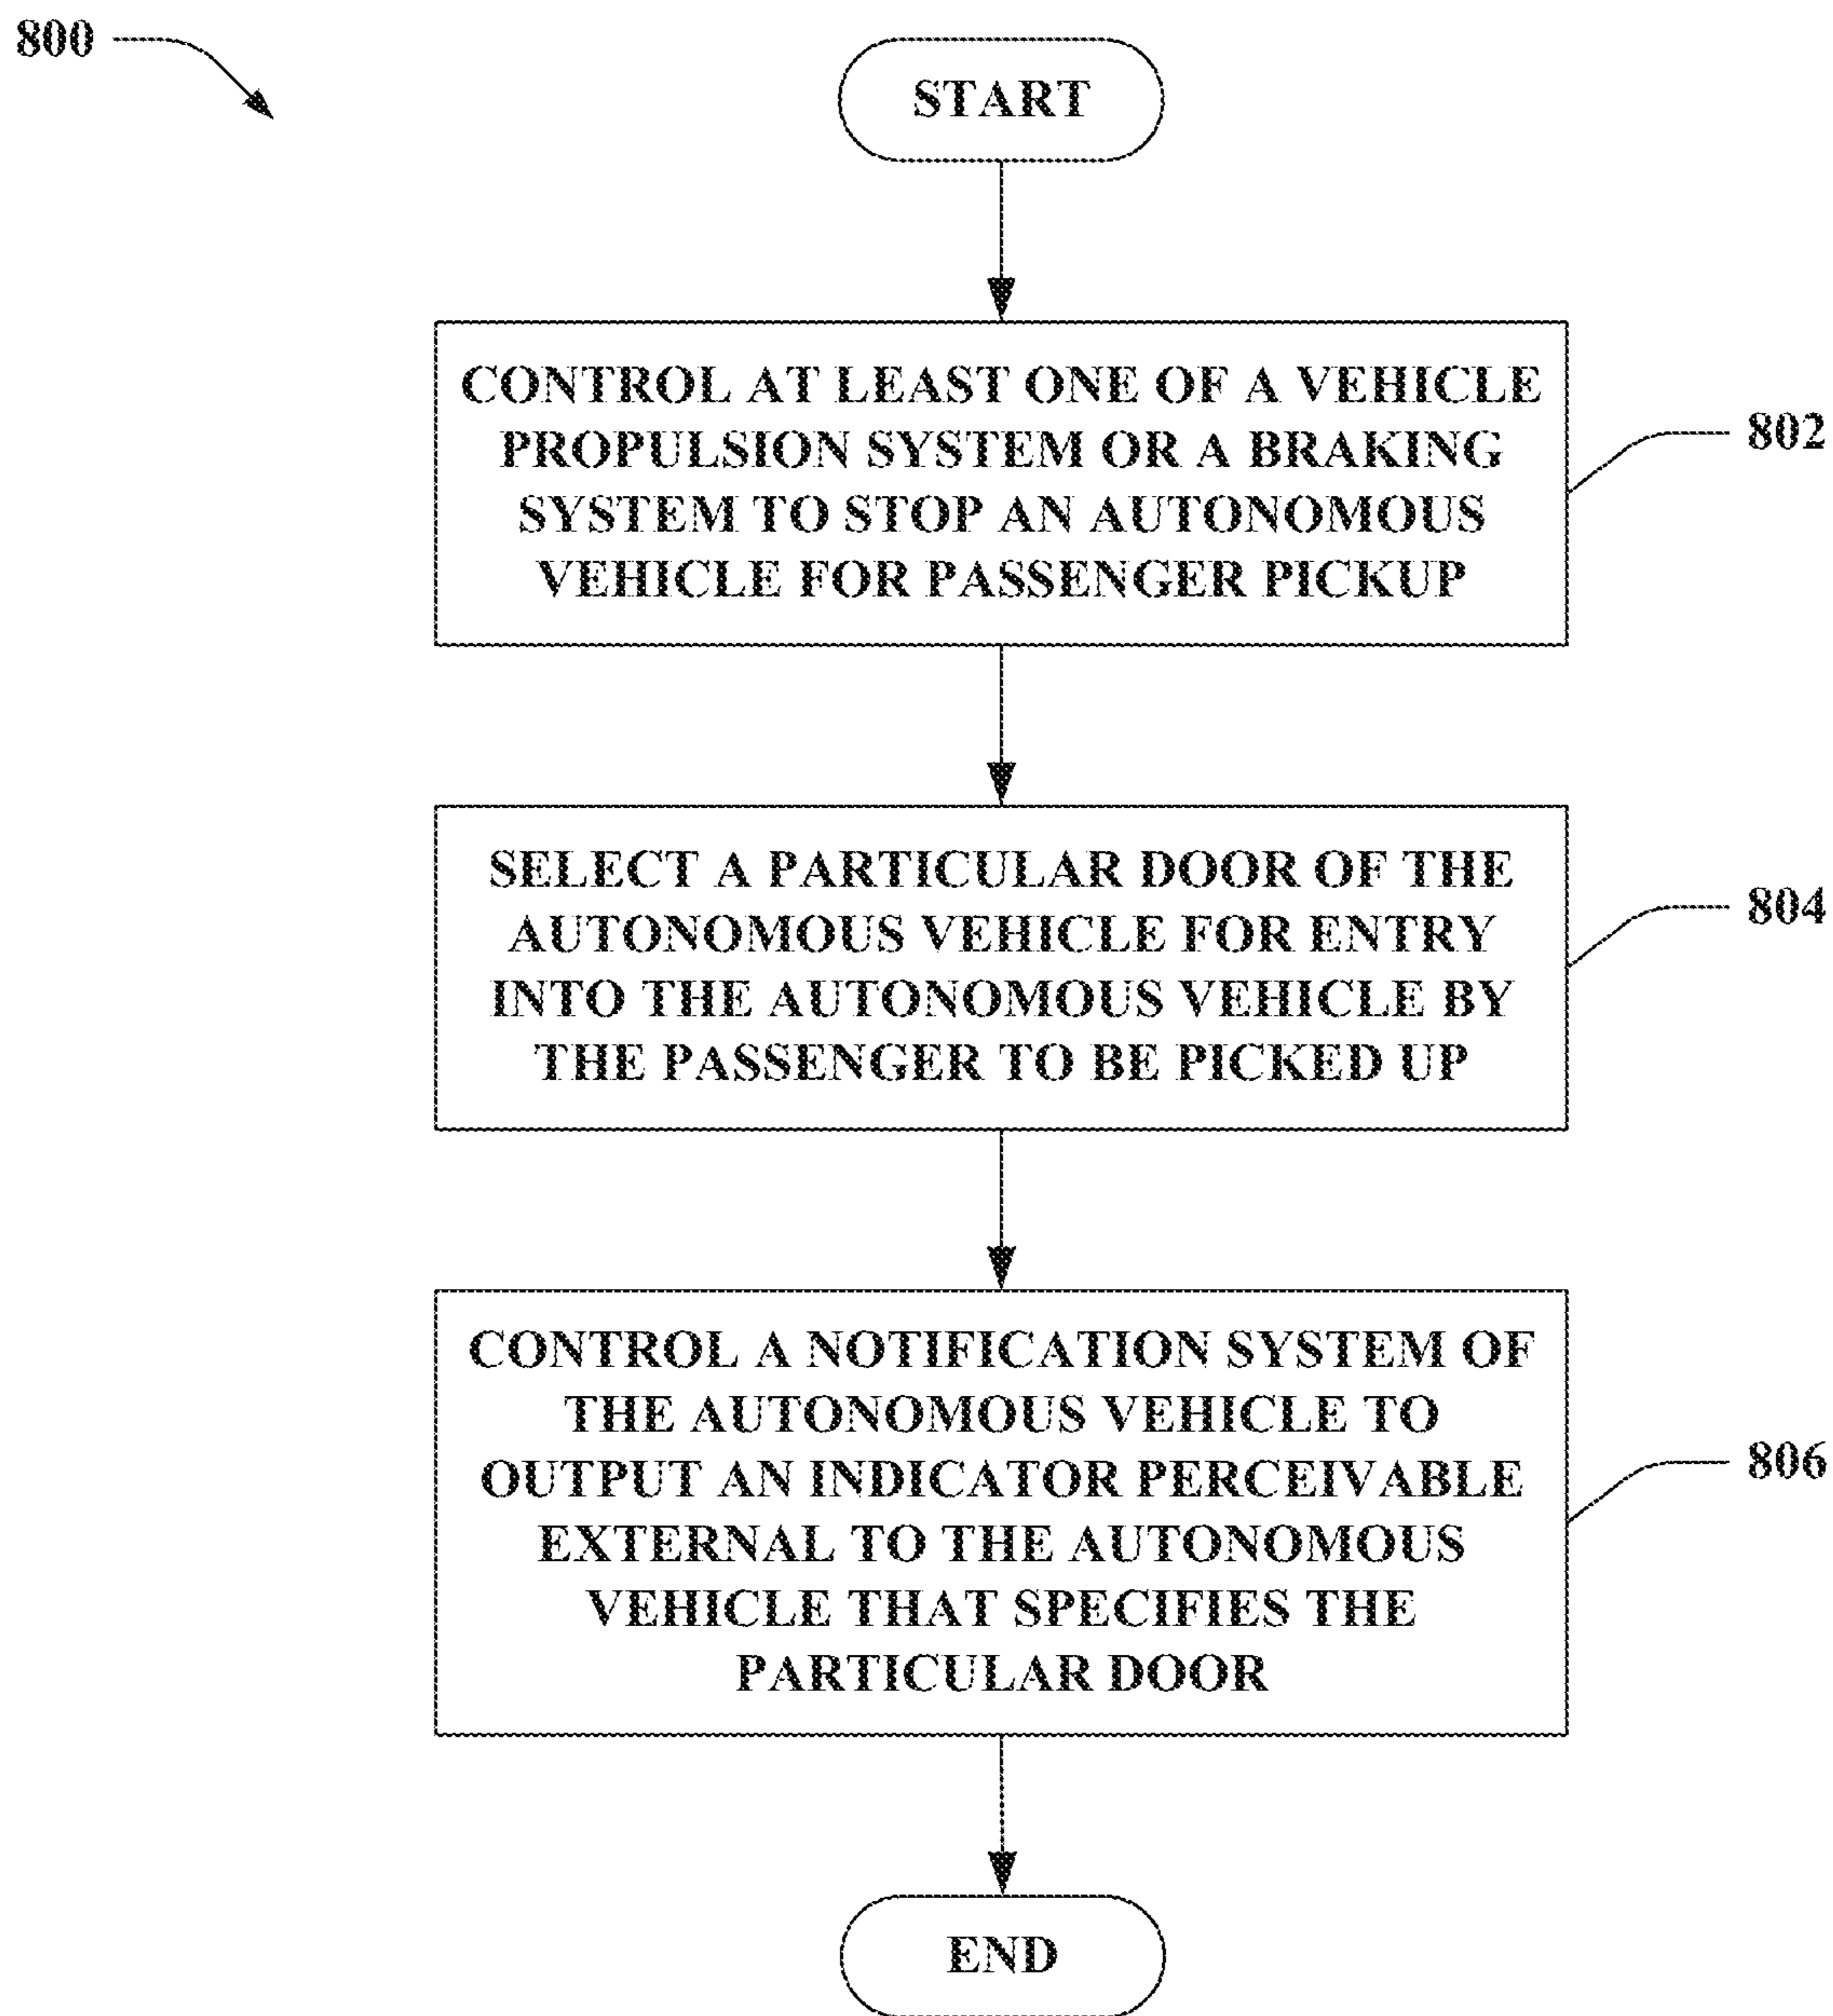 800
START
CONTROL AT LEAST ONE OF A VEHICLE
PROPULSION SYSTEM OR A BRAKING
SYSTEM TO STOP AN AUTONOMOUS
VEHICLE FOR PASSENGER PICKUP
802
SELECT A PARTICULAR DOOR OF THE
AUTONOMOUS VEHICLE FOR ENTRY
INTO THE AUTONOMOUS VEHICLE BY
THE PASSENGER TO BE PICKED UP
804
CONTROL A NOTIFICATION SYSTEM OF
THE AUTONOMOUS VEHICLE TO
OUTPUT AN INDICATOR PERCEIVABLE
EXTERNAL TO THE AUTONOMOUS
VEHICLE THAT SPECIFIES THE
PARTICULAR DOOR
806
END